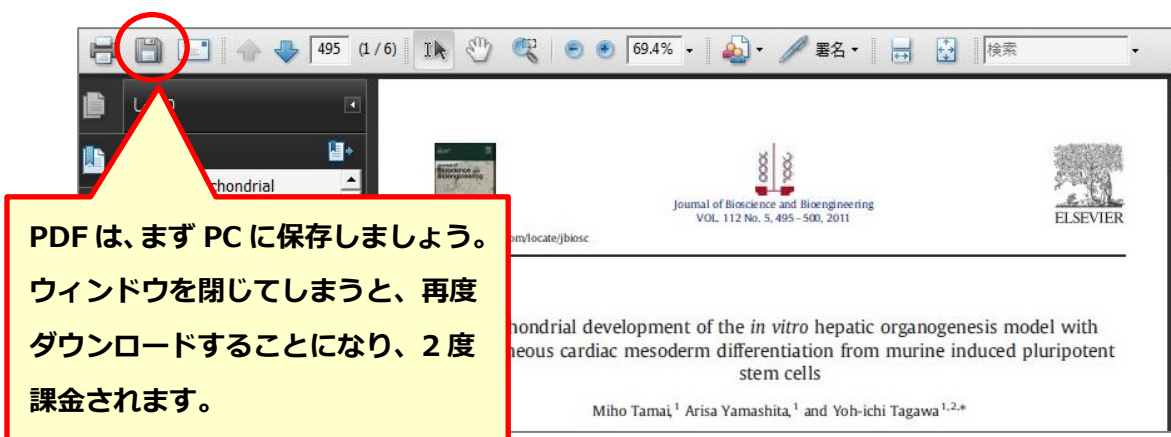 495 (1 / 6) 69.4% 署名 検索
chondrial
Journal of Bioscience and Bioengineering
VOL. 112 No. 5, 495–500, 2011
ELSEVIER
om/locate/jbiosc
PDF は、まず PC に保存しましょう。
ウィンドウを閉じてしまうと、再度
ダウンロードすることになり、2 度
課金されます。
hondrial development of the in vitro hepatic organogenesis model with
neous cardiac mesoderm differentiation from murine induced pluripotent
stem cells
Miho Tamai,1 Arisa Yamashita,1 and Yoh-ichi Tagawa1,2,*